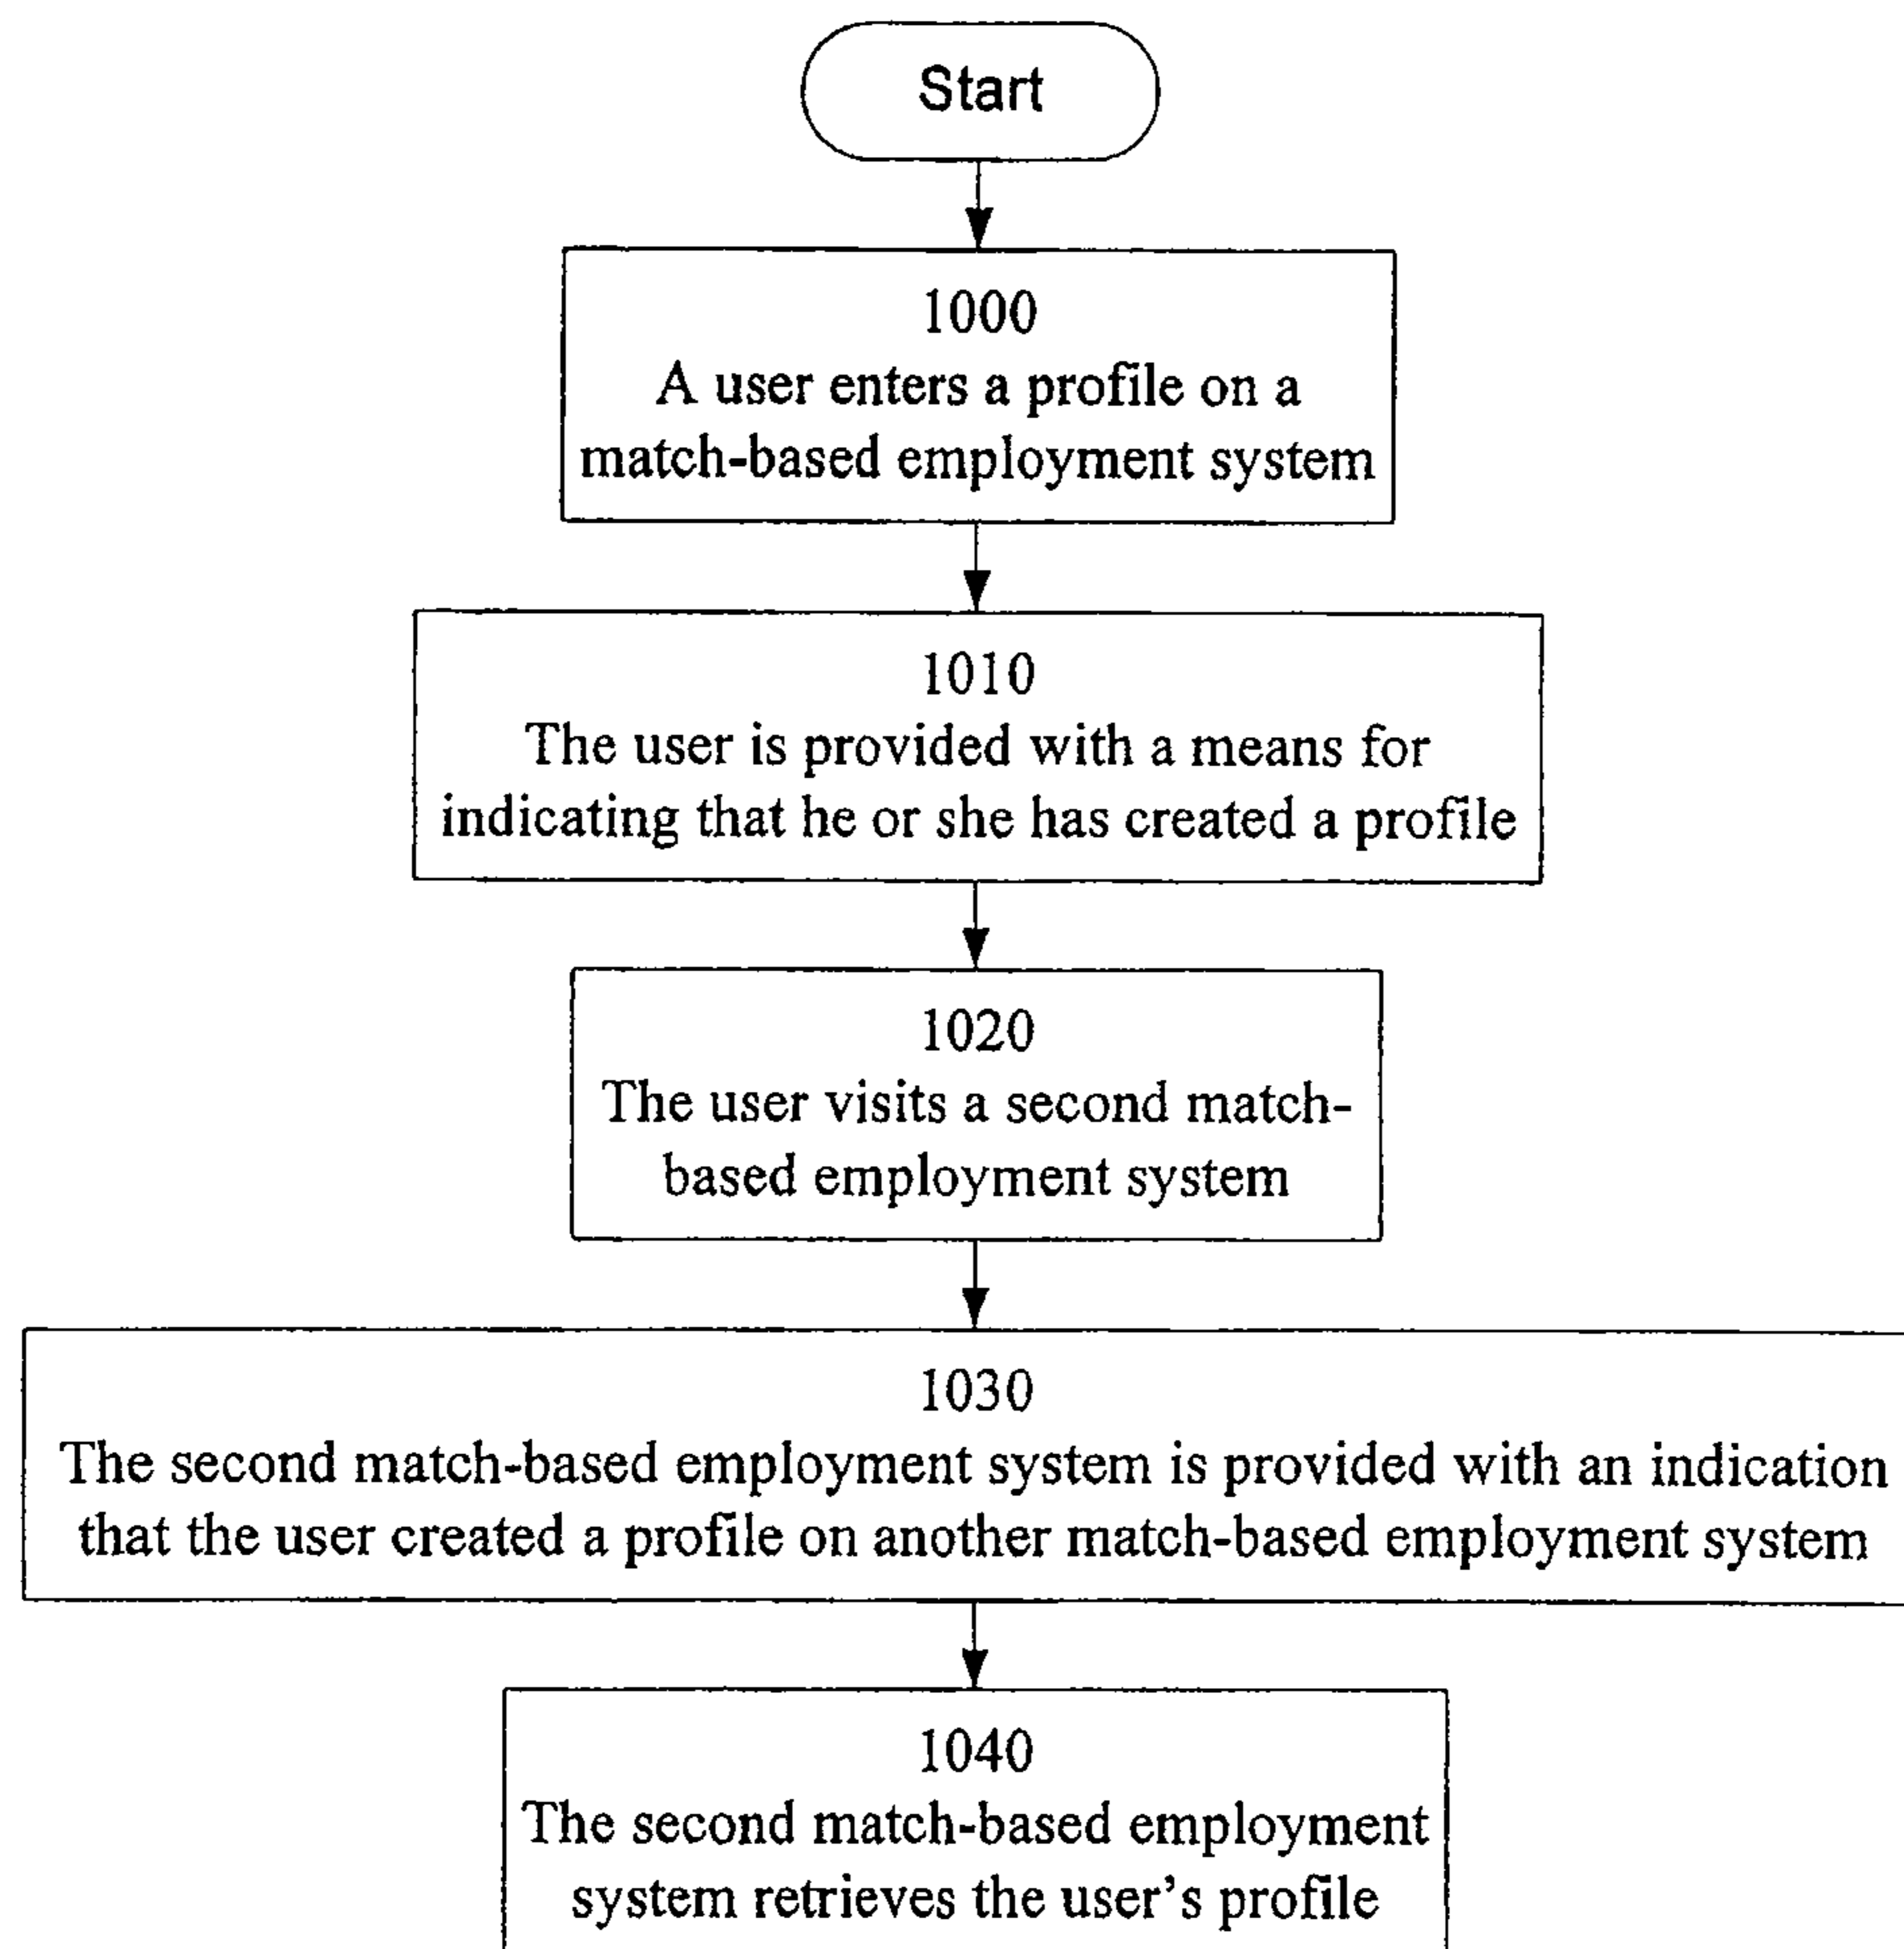 Start
1000
A user enters a profile on a
match-based employment system
1010
The user is provided with a means for
indicating that he or she has created a profile
1020
The user visits a second match-
based employment system
1030
The second match-based employment system is provided with an indication
that the user created a profile on another match-based employment system
1040
The second match-based employment
system retrieves the user’s profile